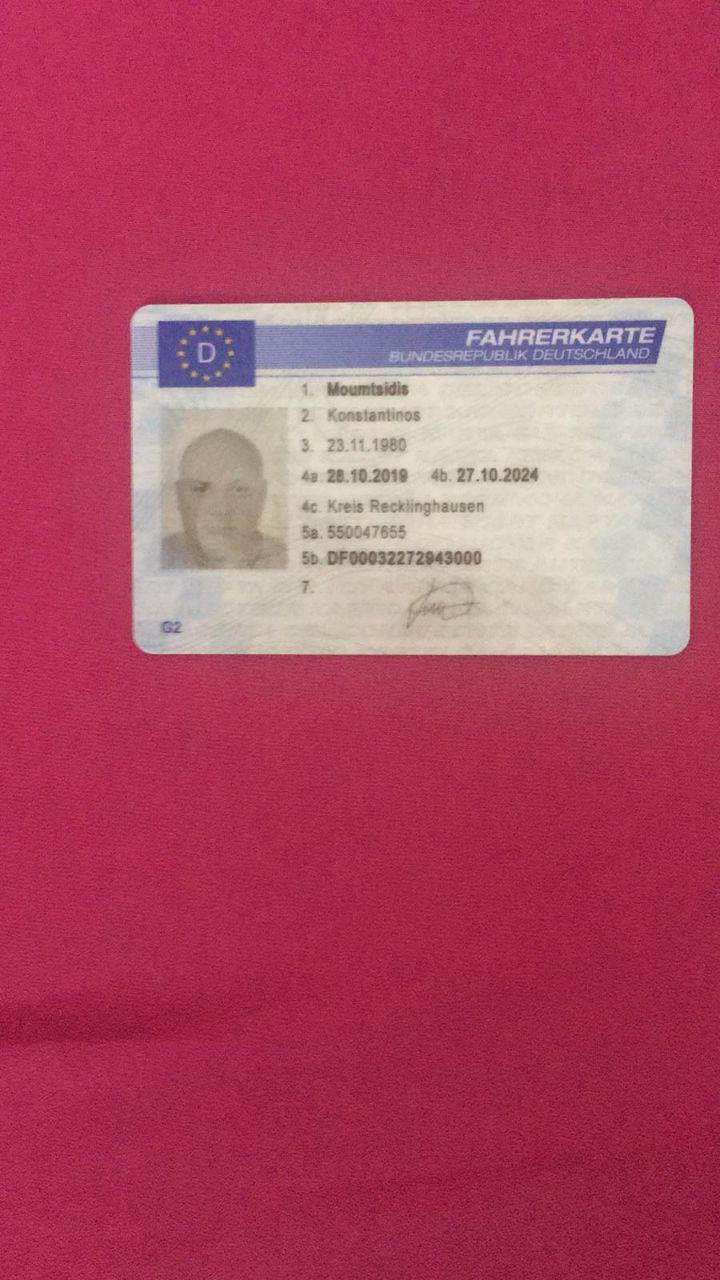 D
FAHRERKARTE
BUNDESREPUBLIK DEUTSCHLAND
1. Moumtsidis
2. Konstantinos
3. 23.11.1980
4a. 28.10.2019 4b. 27.10.2024
4c. Kreis Recklinghausen
5a. 550047655
5b. DF00032272943000
7.
G2